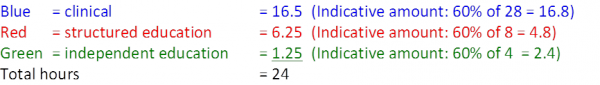 Blue = clinical = 16.5 (Indicative amount: 60% of 28 = 16.8)
Red = structured education = 6.25 (Indicative amount: 60% of 8 = 4.8)
Green = independent education = 1.25 (Indicative amount: 60% of 4 = 2.4)
Total hours = 24